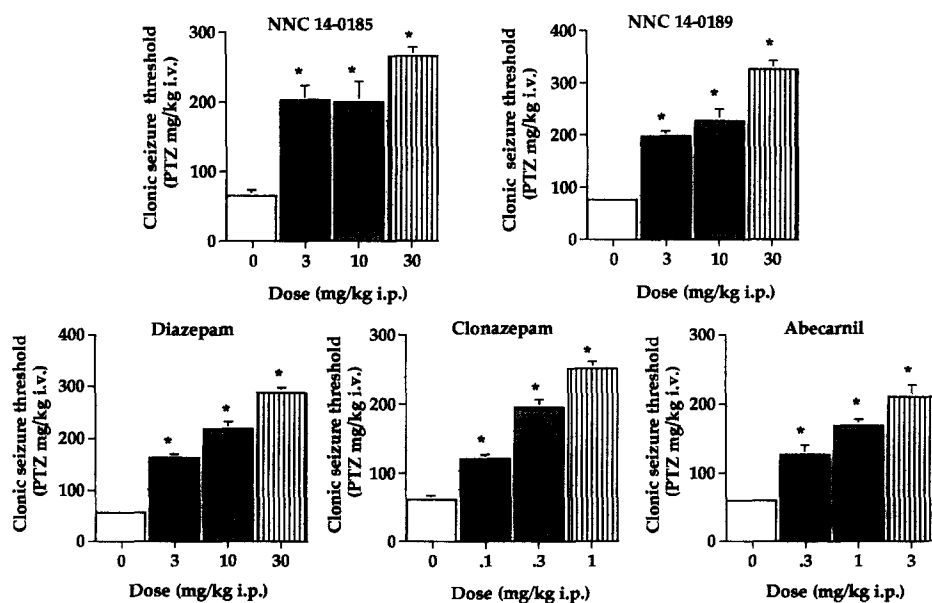 NNC 14-0185
Clonic seizure threshold
(PTZ mg/kg i.v.)
300
200
100
0
*
*
*
0 3 10 30
Dose (mg/kg i.p.)
NNC 14-0189
Clonic seizure threshold
(PTZ mg/kg i.v.)
400
300
200
100
0
*
*
*
0 3 10 30
Dose (mg/kg i.p.)
Diazepam
Clonic seizure threshold
(PTZ mg/kg i.v.)
400
300
200
100
0
*
*
*
0 3 10 30
Dose (mg/kg i.p.)
Clonazepam
Clonic seizure threshold
(PTZ mg/kg i.v.)
300
200
100
0
*
*
*
0 .1 .3 1
Dose (mg/kg i.p.)
Abecarnil
Clonic seizure threshold
(PTZ mg/kg i.v.)
300
200
100
0
*
*
*
0 .3 1 3
Dose (mg/kg i.p.)